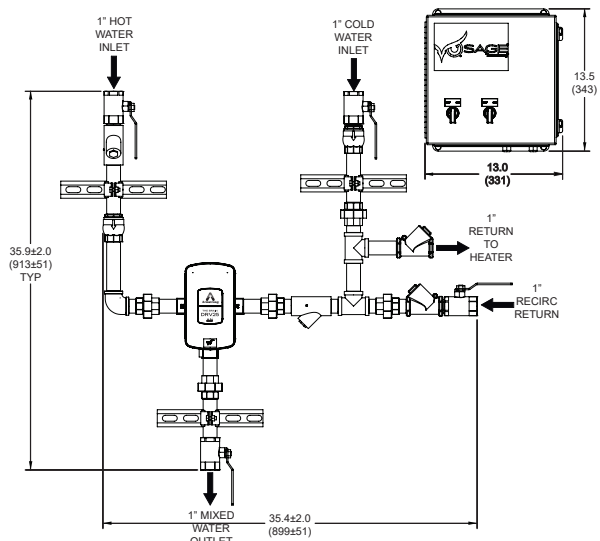 1" HOT
WATER
INLET
1" COLD
WATER
INLET
SAGE
13.5
(343)
13.0
(331)
1"
RETURN
TO
HEATER
35.9±2.0
(913±51)
TYP
1"
RECIRC
RETURN
DRV25
1" MIXED
WATER
OUTLET
35.4±2.0
(899±51)